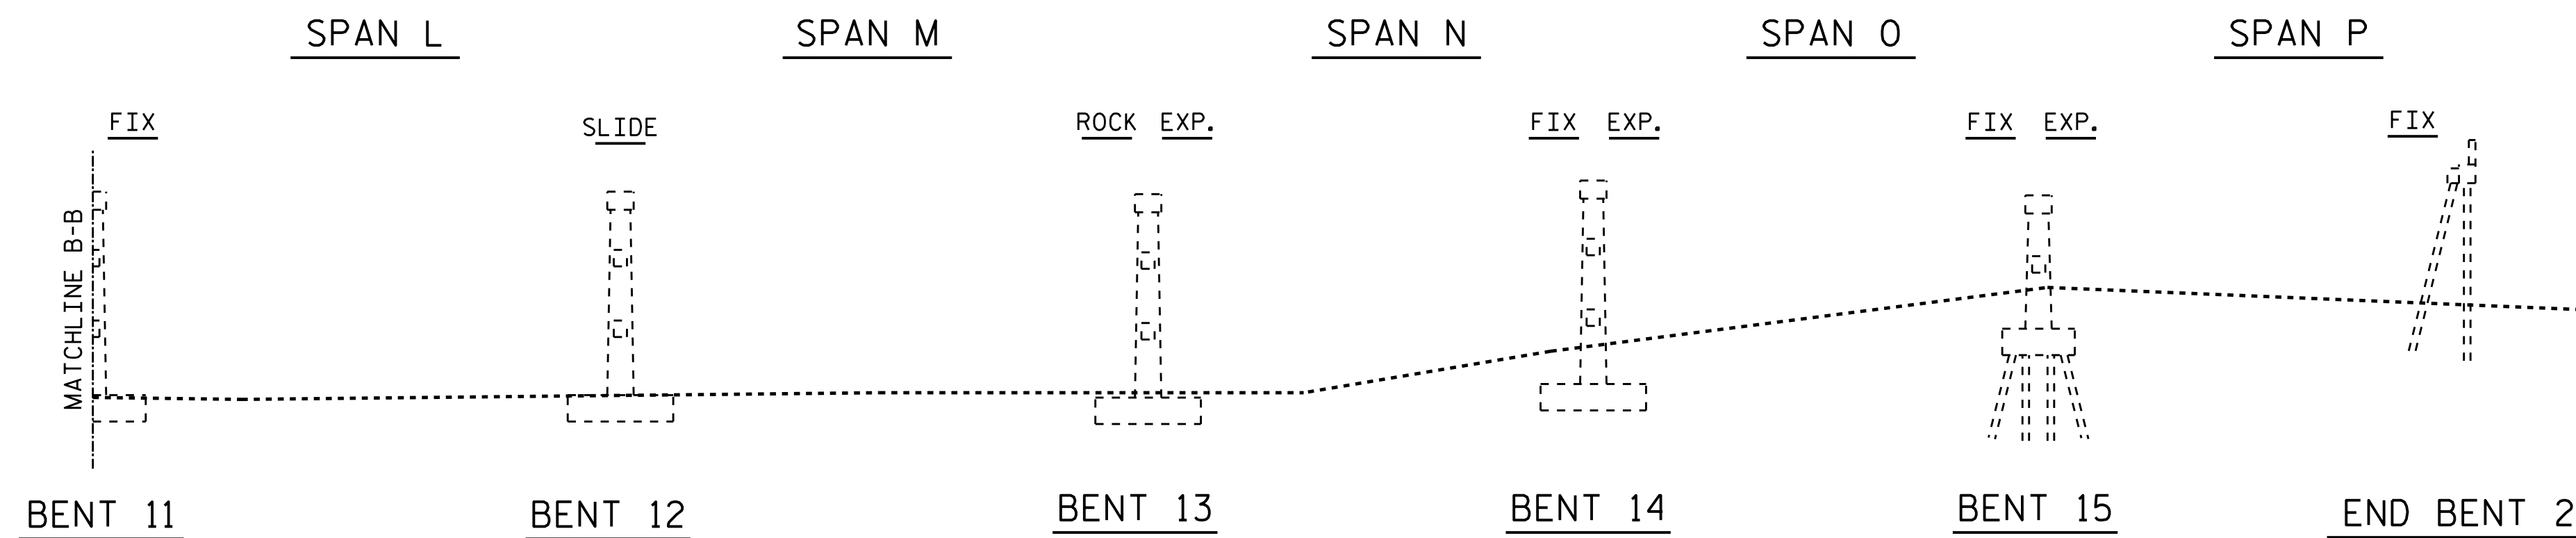 SPAN L SPAN M SPAN N SPAN O SPAN P
FIX SLIDE ROCK EXP. FIX EXP. FIX EXP. FIX
MATCHLINE B-B
BENT 11 BENT 12 BENT 13 BENT 14 BENT 15 END BENT 2